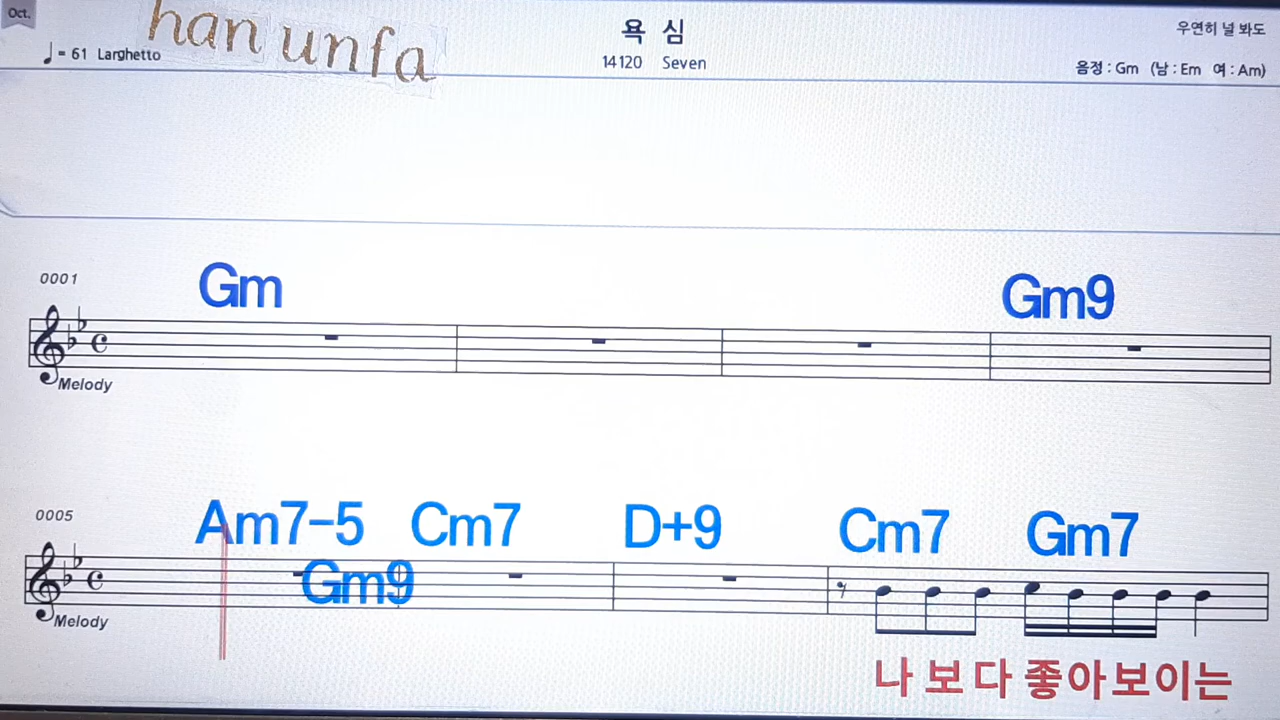 Oct.
han unfa
♩= 61 Larghetto
욕 심
14120 Seven
우연히 널 봐도
음정 : Gm (남 : Em 여 : Am)
0001
Gm Gm9
Melody
0005
Am7-5 Cm7 D+9 Cm7 Gm7
Gm9
Melody
나 보 다 좋아보이는